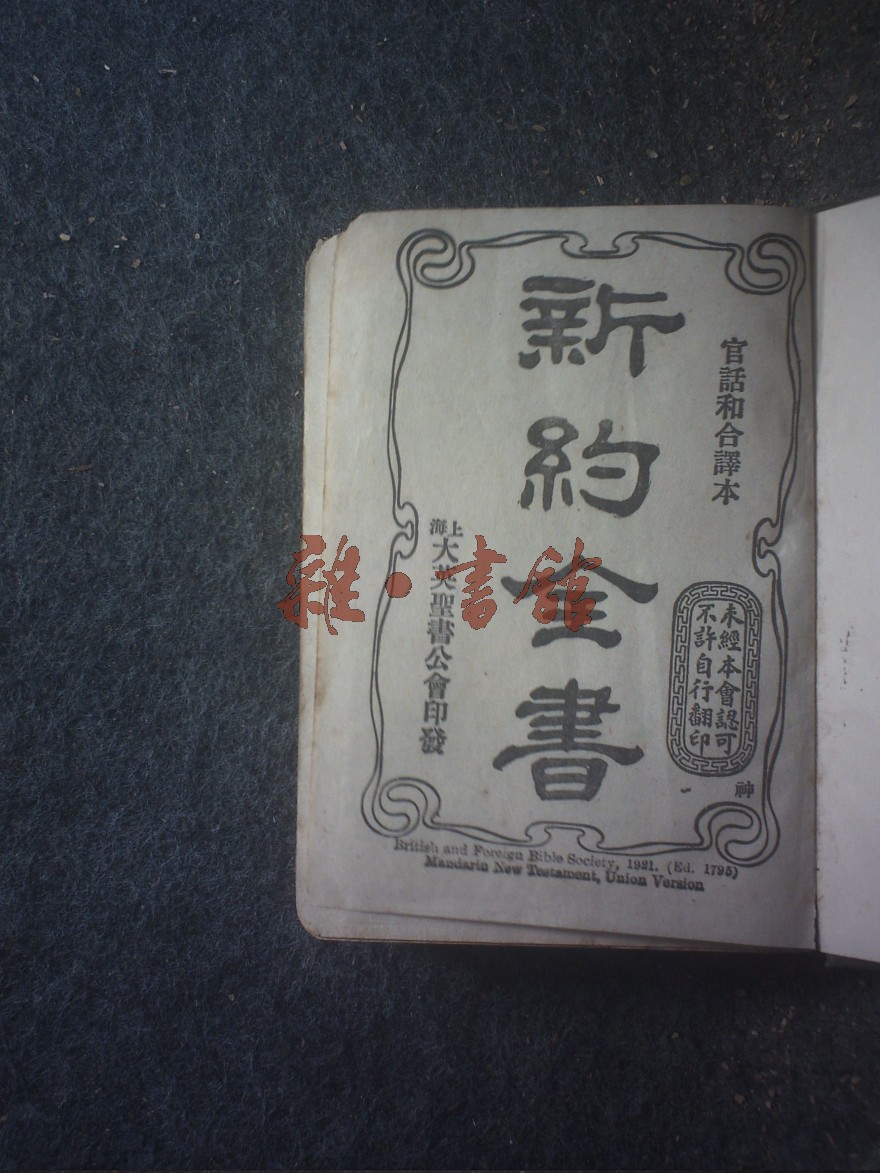 官話和合譯本
未經本會認可
不許自行翻印
神
新約全書
上海
大英聖書公會印發
British and Foreign Bible Society, 1921. (Ed. 1795)
Mandarin New Testament, Union Version
雜·書館